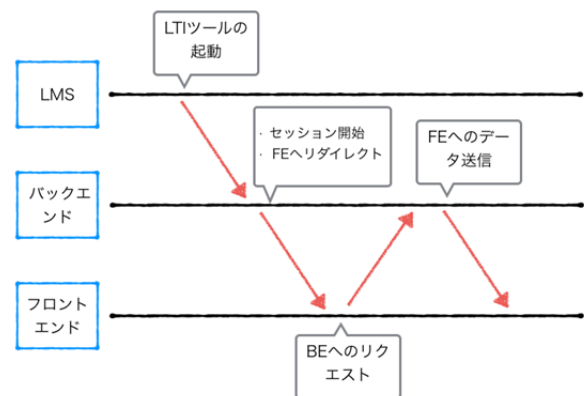 LTIツールの
起動
LMS
・ セッション開始
・ FEへリダイレクト
FEへのデー
タ送信
バックエ
ンド
フロント
エンド
BEへのリク
エスト